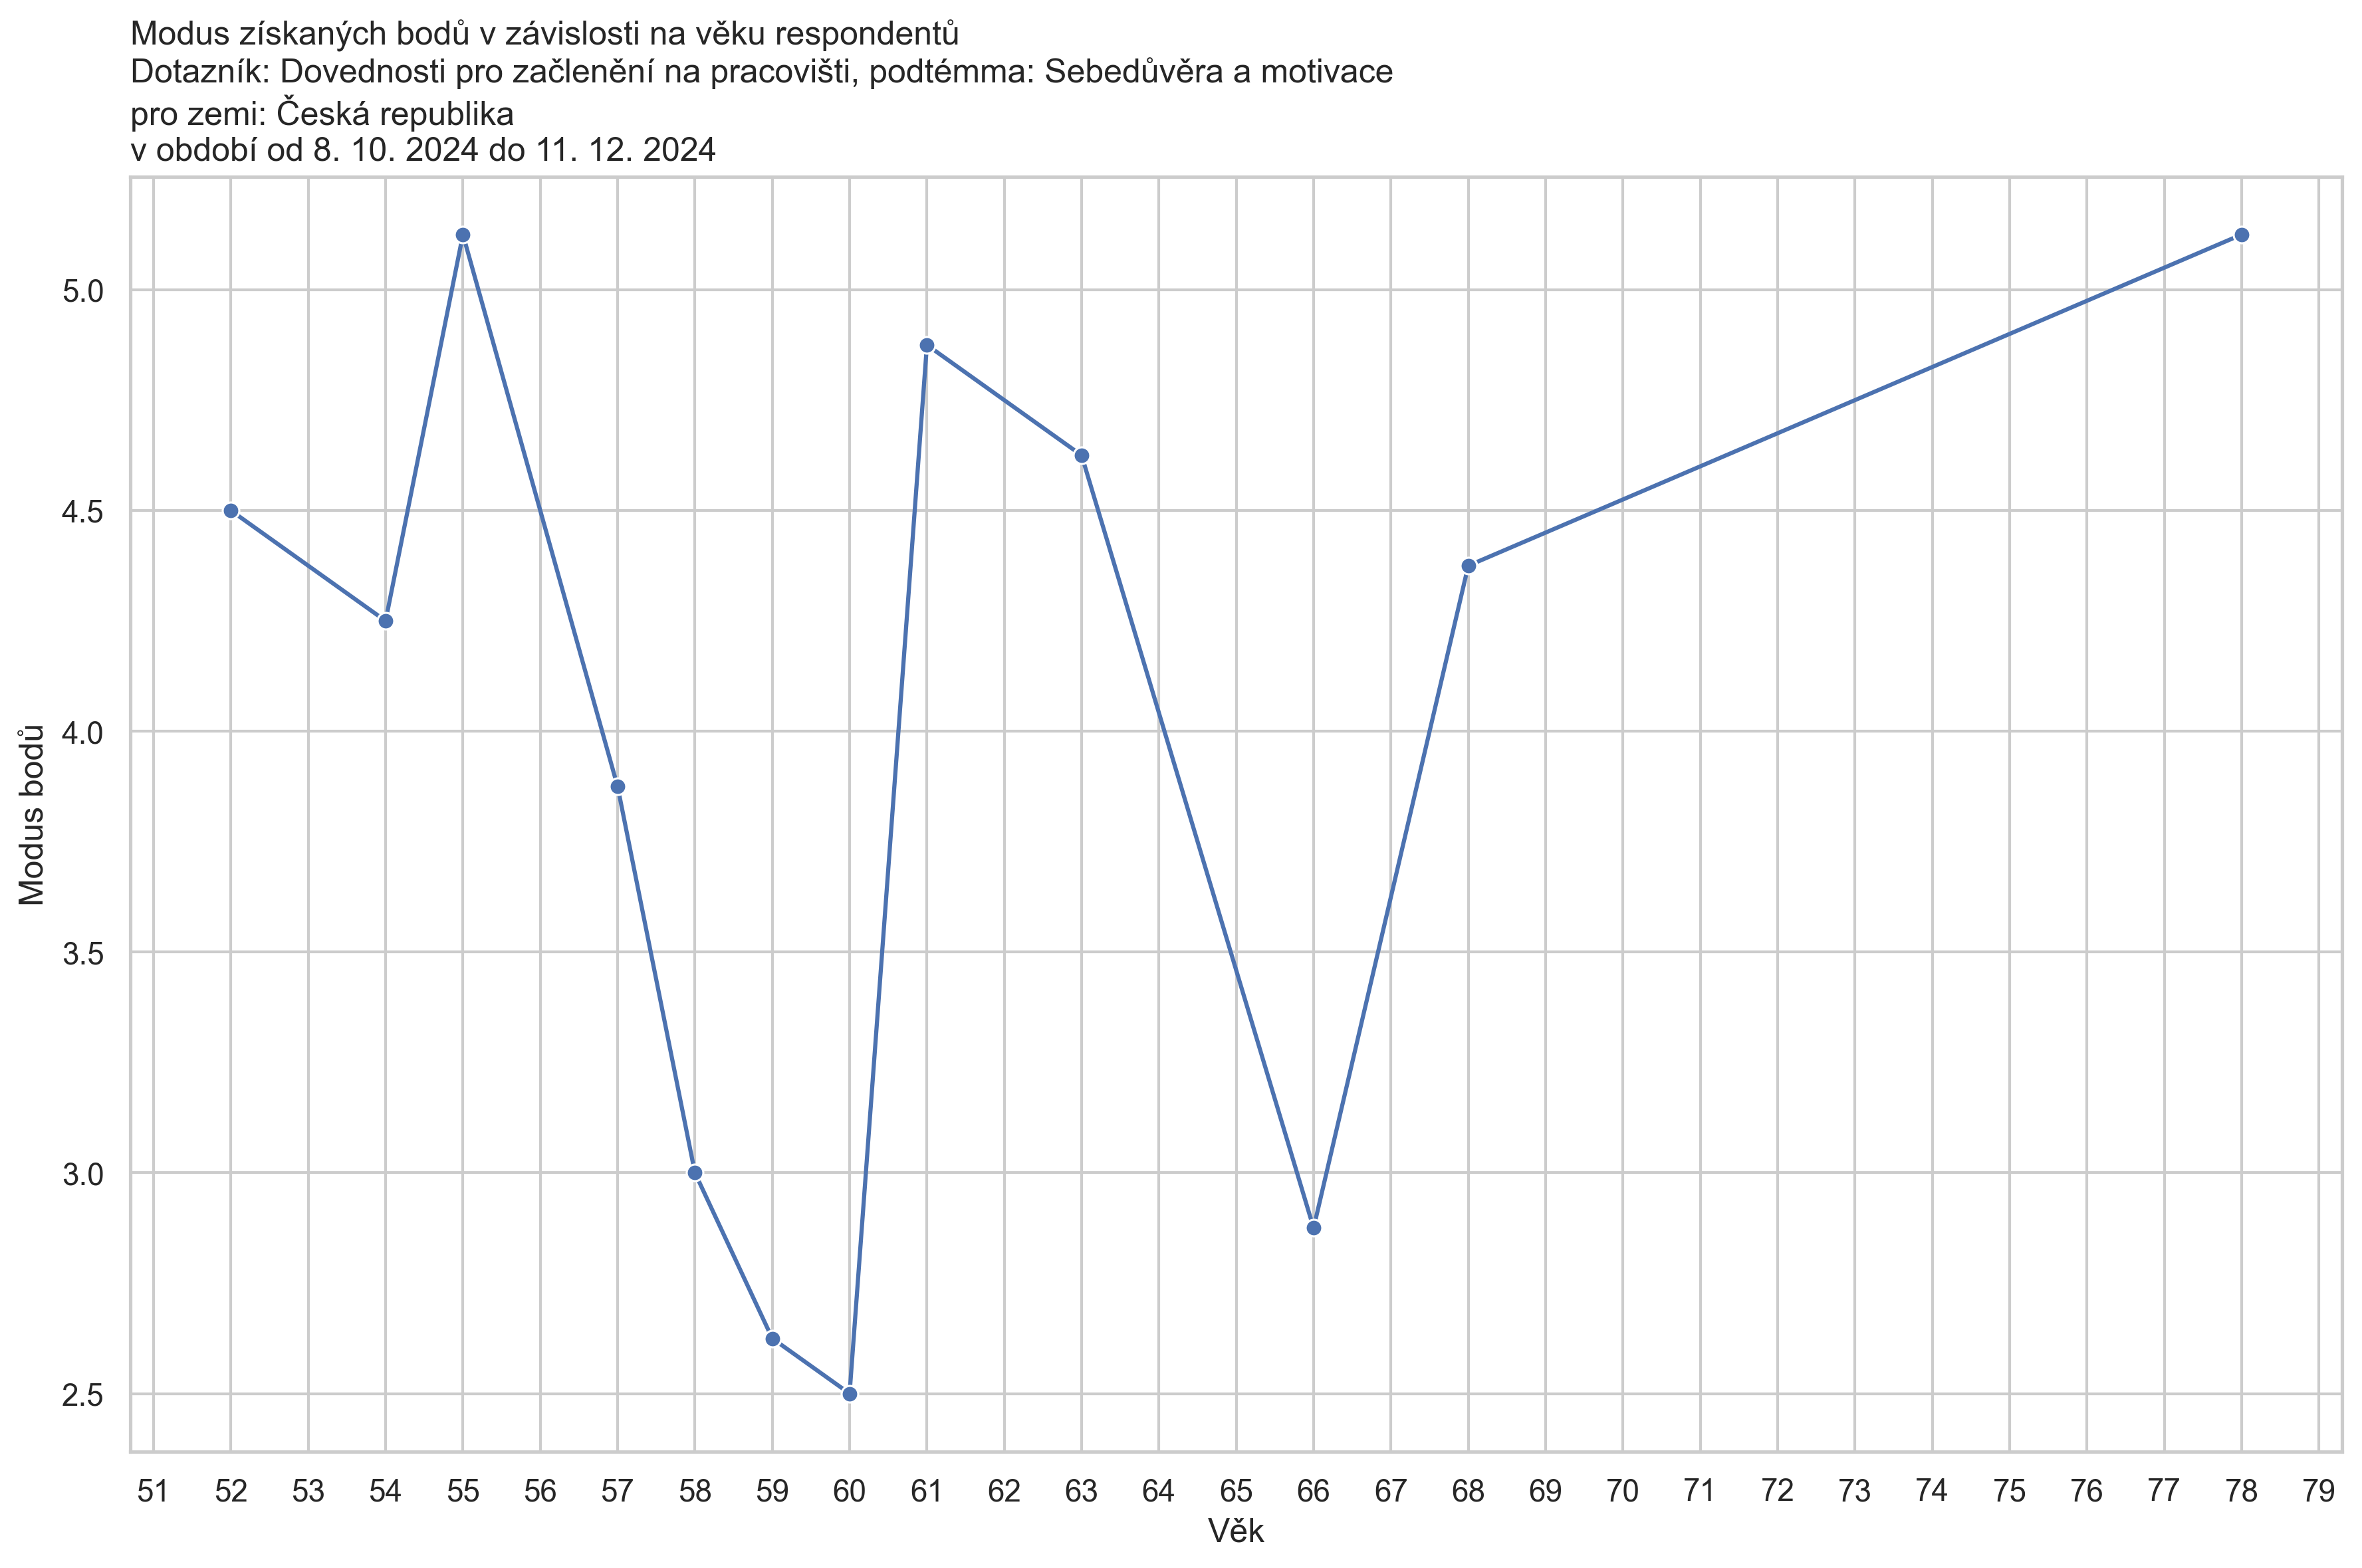 Modus získaných bodů v závislosti na věku respondentů
Dotazník: Dovednosti pro začlenění na pracovišti, podtémma: Sebedůvěra a motivace
pro zemi: Česká republika
v období od 8. 10. 2024 do 11. 12. 2024
5.0
4.5
4.0
3.5
3.0
2.5
Modus bodů
51 52 53 54 55 56 57 58 59 60 61 62 63 64 65 66 67 68 69 70 71 72 73 74 75 76 77 78 79
Věk